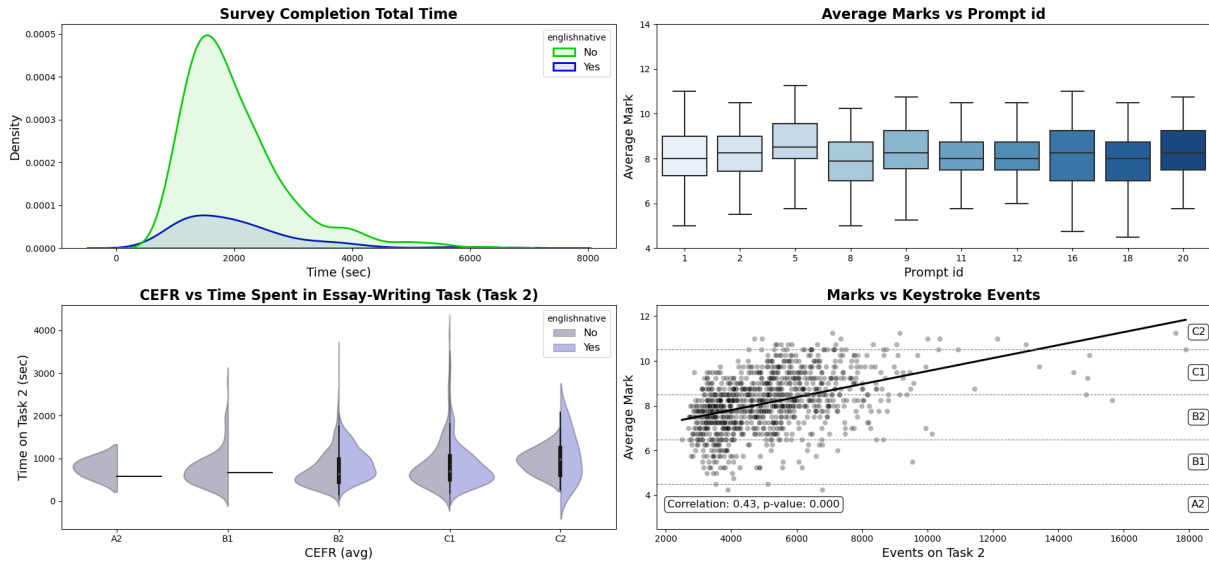 Survey Completion Total Time
englishnative
No
Yes
Density
0.0005
0.0004
0.0003
0.0002
0.0001
0.0000
0
2000
4000
6000
8000
Time (sec)
Average Marks vs Prompt id
Average Mark
14
12
10
8
6
4
1
2
5
8
9
11
12
16
18
20
Prompt id
CEFR vs Time Spent in Essay-Writing Task (Task 2)
englishnative
No
Yes
Time on Task 2 (sec)
4000
3000
2000
1000
0
A2
B1
B2
C1
C2
CEFR (avg)
Marks vs Keystroke Events
Average Mark
12
10
8
6
4
C2
C1
B2
B1
A2
Correlation: 0.43, p-value: 0.000
2000
4000
6000
8000
10000
12000
14000
16000
18000
Events on Task 2